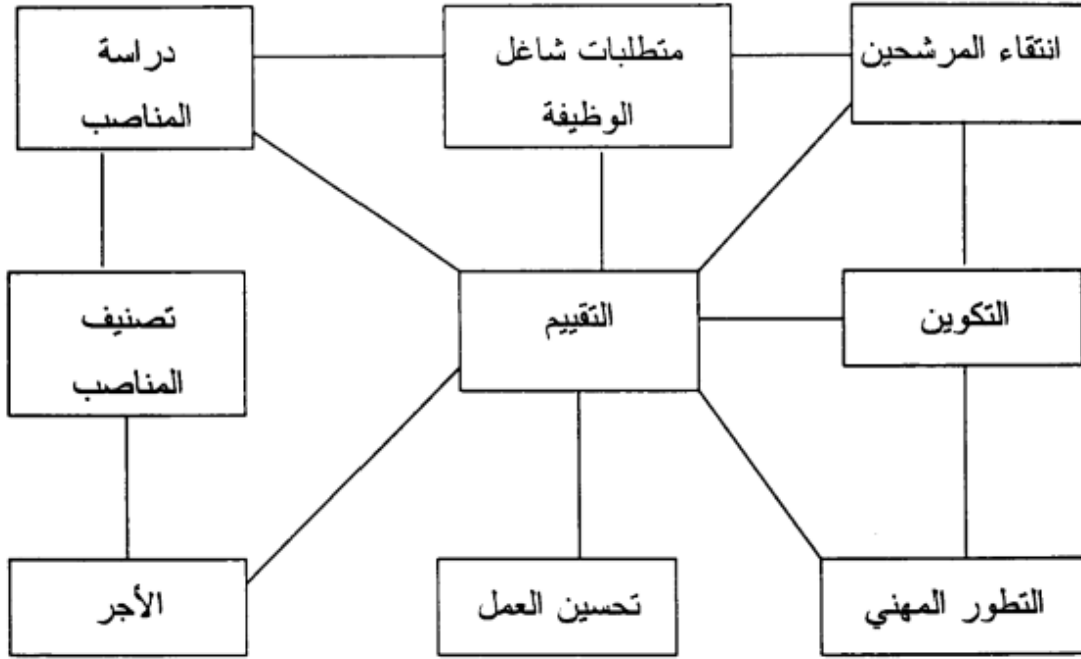 انتقاء المرشحين
متطلبات شاغل
الوظيفة
دراسة
المناصب
التكوين
التقييم
تصنيف
المناصب
التطور المهني
تحسين العمل
الأجر